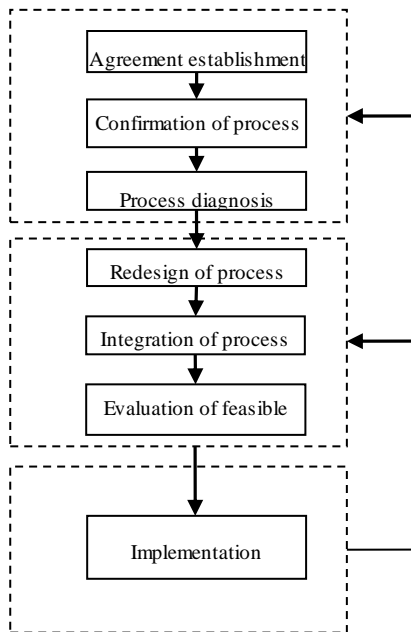 Agreement establishment
Confirmation of process
Process diagnosis
Redesign of process
Integration of process
Evaluation of feasible
Implementation